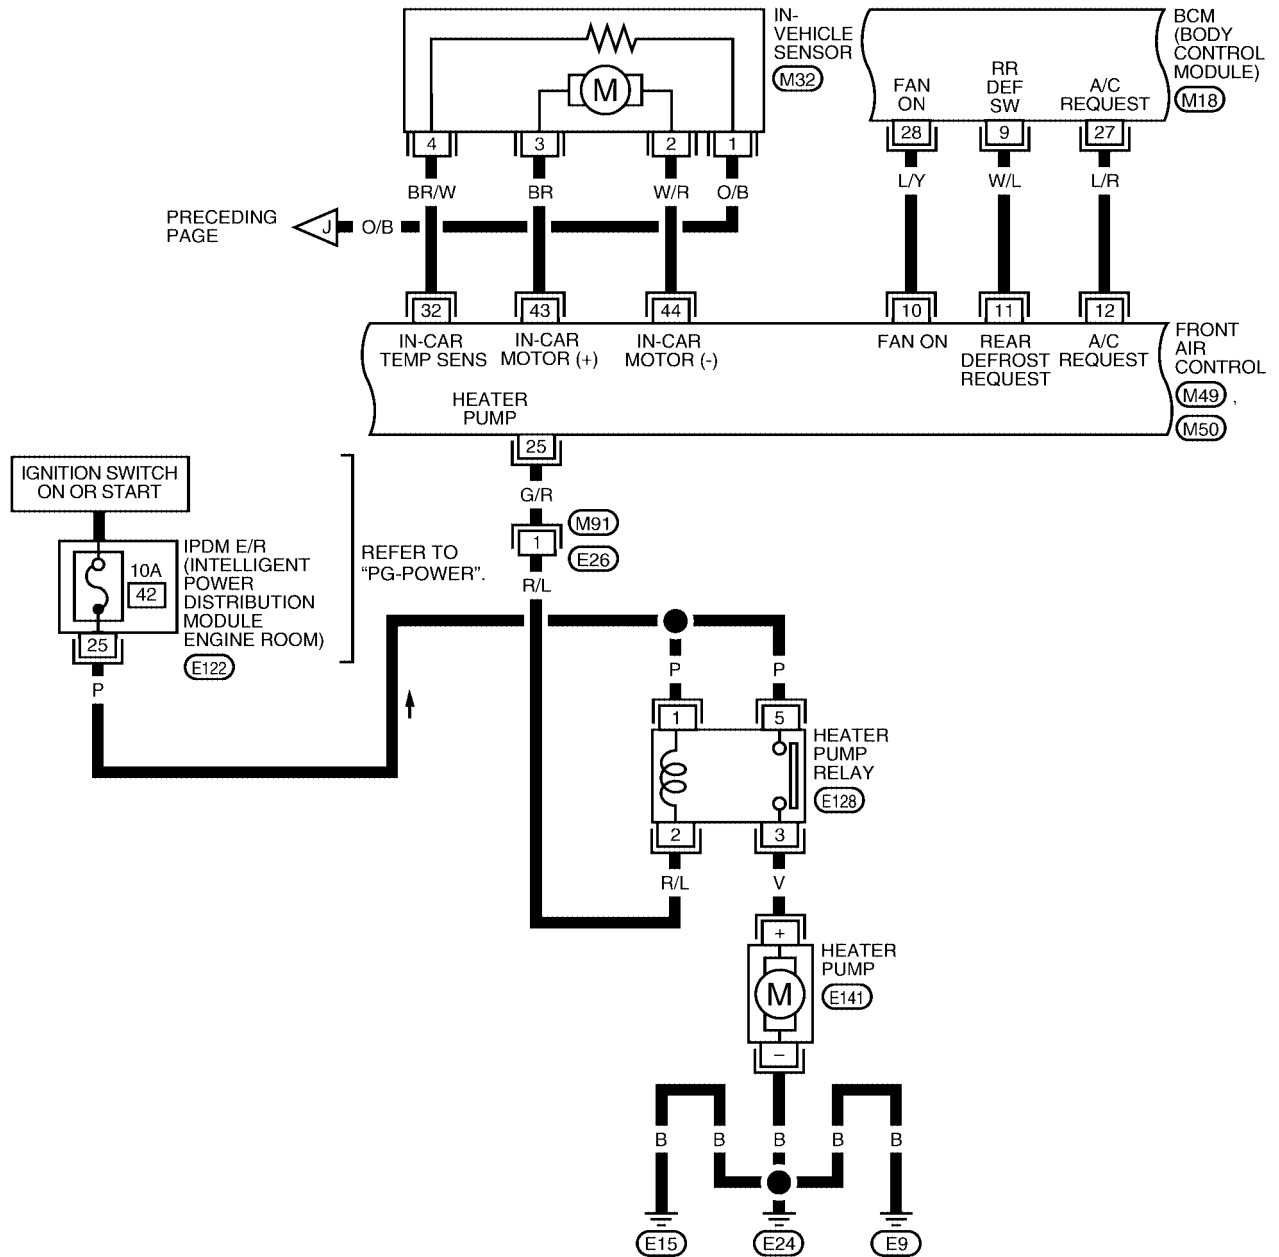 IN-
VEHICLE
SENSOR
M32
M
4
3
2
1
BR/W
BR
W/R
O/B
PRECEDING
PAGE
J
O/B
BCM
(BODY
CONTROL
MODULE)
M18
FAN
ON
RR
DEF
SW
A/C
REQUEST
28
9
27
L/Y
W/L
L/R
32
43
44
10
11
12
IN-CAR
TEMP SENS
IN-CAR
MOTOR (+)
IN-CAR
MOTOR (-)
FAN ON
REAR
DEFROST
REQUEST
A/C
REQUEST
FRONT
AIR
CONTROL
M49 ,
M50
HEATER
PUMP
25
G/R
1
M91
E26
R/L
IGNITION SWITCH
ON OR START
10A
42
25
P
IPDM E/R
(INTELLIGENT
POWER
DISTRIBUTION
MODULE
ENGINE ROOM)
E122
REFER TO
“PG-POWER”.
P
P
1
5
HEATER
PUMP
RELAY
E128
2
3
R/L
V
+
M
–
HEATER
PUMP
E141
B
B
B
B
B
E15
E24
E9